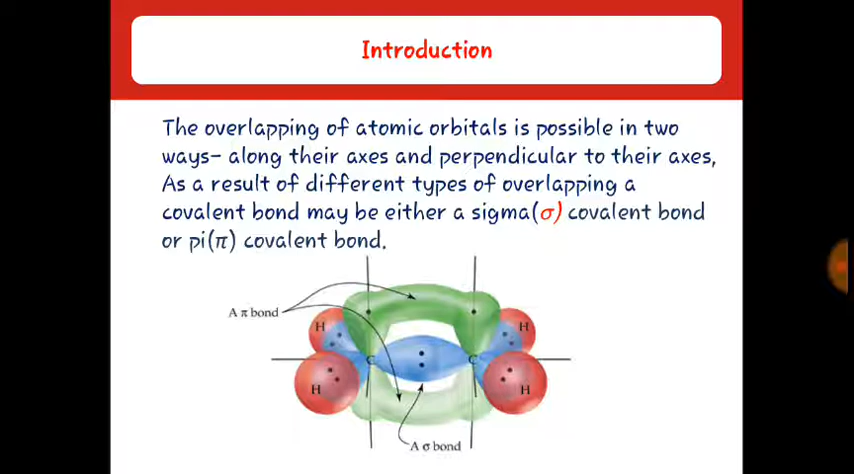 Introduction
The overlapping of atomic orbitals is possible in two
ways- along their axes and perpendicular to their axes,
As a result of different types of overlapping a
covalent bond may be either a sigma(σ) covalent bond
or pi(π) covalent bond.
A π bond
H
H
C
C
H
H
A σ bond